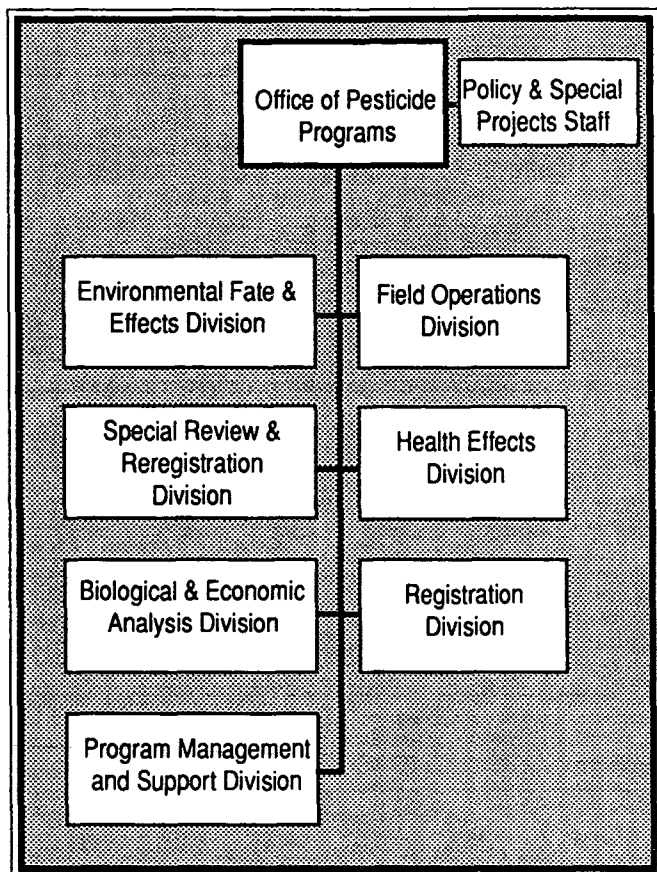 Office of Pesticide
Programs
Policy & Special
Projects Staff
Environmental Fate &
Effects Division
Field Operations
Division
Special Review &
Reregistration
Division
Health Effects
Division
Biological & Economic
Analysis Division
Registration
Division
Program Management
and Support Division